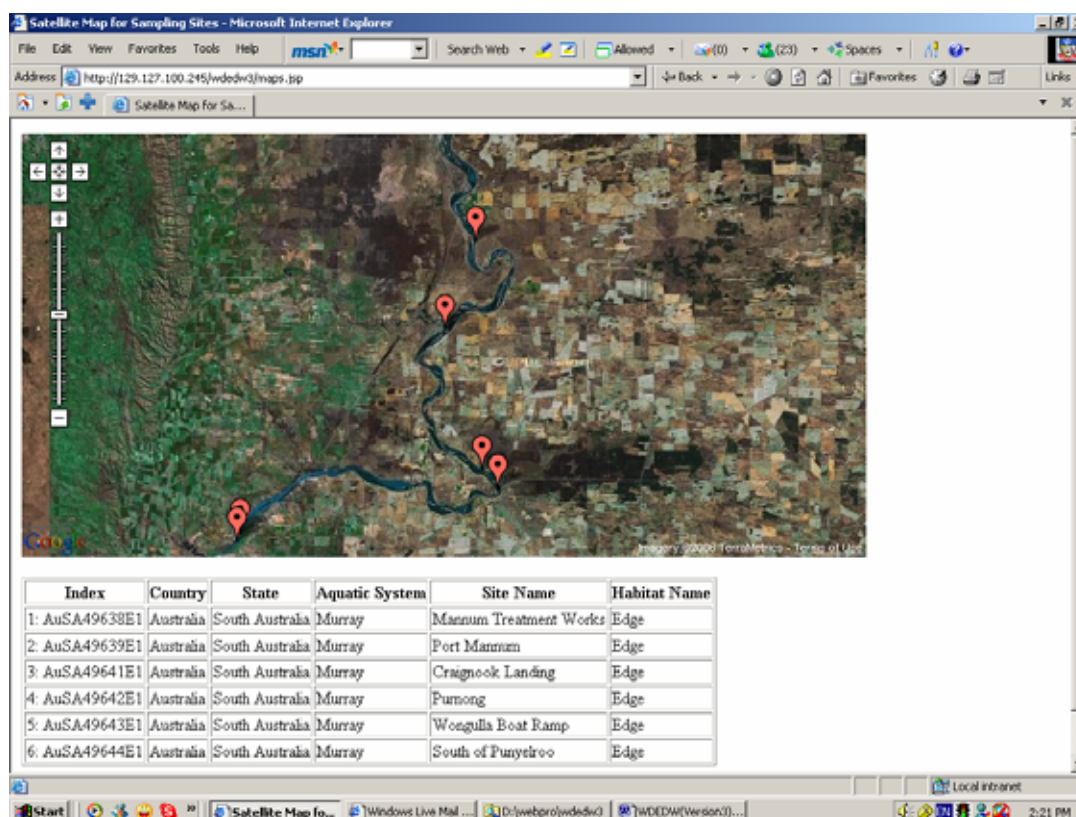 Satellite Map for Sampling Sites - Microsoft Internet Explorer
File Edit View Favorites Tools Help msn Search Web Allowed (0) (23) Spaces
Address http://129.127.100.245/wdedw3/maps.jsp Back Favorites Links
Satellite Map for Sa...
Google
Imagery ©2006 TerraMetrics - Terms of Use
Index Country State Aquatic System Site Name Habitat Name
1: AuSA49638E1 Australia South Australia Murray Mannum Treatment Works Edge
2: AuSA49639E1 Australia South Australia Murray Port Mannum Edge
3: AuSA49641E1 Australia South Australia Murray Craignook Landing Edge
4: AuSA49642E1 Australia South Australia Murray Purnong Edge
5: AuSA49643E1 Australia South Australia Murray Wongulla Boat Ramp Edge
6: AuSA49644E1 Australia South Australia Murray South of Punyelroo Edge
Local intranet
Start Satellite Map fo... Windows Live Mail ... D:\webpro\wdedw3 WDEDW(Version3)... EN 2:21 PM